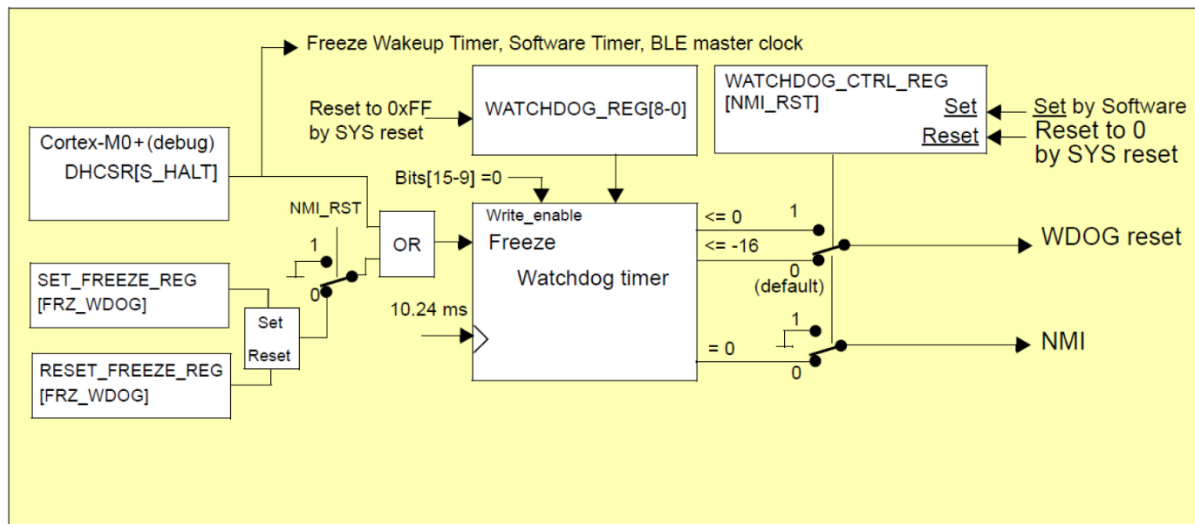 Freeze Wakeup Timer, Software Timer, BLE master clock
Reset to 0xFF
by SYS reset
WATCHDOG_REG[8-0]
WATCHDOG_CTRL_REG
[NMI_RST]
Set
Reset
Set by Software
Reset to 0
by SYS reset
Cortex-M0+ (debug)
DHCSR[S_HALT]
Bits[15-9] =0
NMI_RST
1
0
OR
Write_enable
Freeze
Watchdog timer
<= 0
<= -16
1
0
(default)
WDOG reset
SET_FREEZE_REG
[FRZ_WDOG]
Set
Reset
10.24 ms
RESET_FREEZE_REG
[FRZ_WDOG]
= 0
1
0
NMI